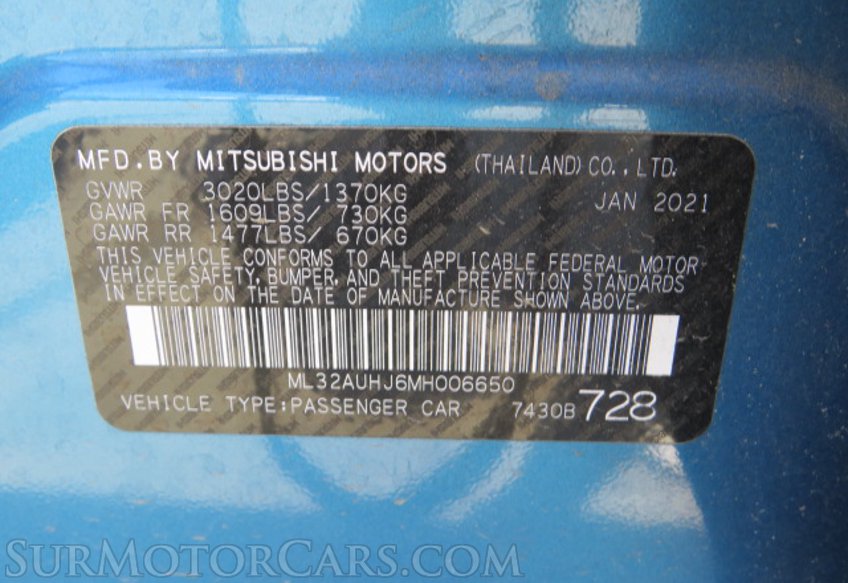 MFD.BY MITSUBISHI MOTORS (THAILAND) CO., LTD.
GVWR 3020LBS/1370KG JAN 2021
GAWR FR 1609LBS/ 730KG
GAWR RR 1477LBS/ 670KG
THIS VEHICLE CONFORMS TO ALL APPLICABLE FEDERAL MOTOR
VEHICLE SAFETY, BUMPER, AND THEFT PREVENTION STANDARDS
IN EFFECT ON THE DATE OF MANUFACTURE SHOWN ABOVE.
ML32AUHJ6MH006650
VEHICLE TYPE:PASSENGER CAR 7430B 728
SURMOTORCARS.COM